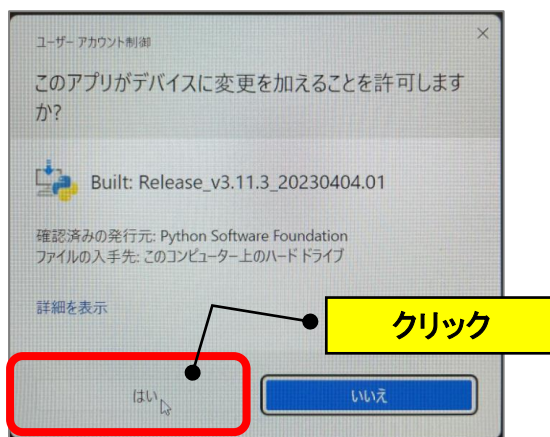 ユーザー アカウント制御
このアプリがデバイスに変更を加えることを許可します
か?
Built: Release_v3.11.3_20230404.01
確認済みの発行元: Python Software Foundation
ファイルの入手先: このコンピューター上のハード ドライブ
詳細を表示
クリック
はい
いいえ